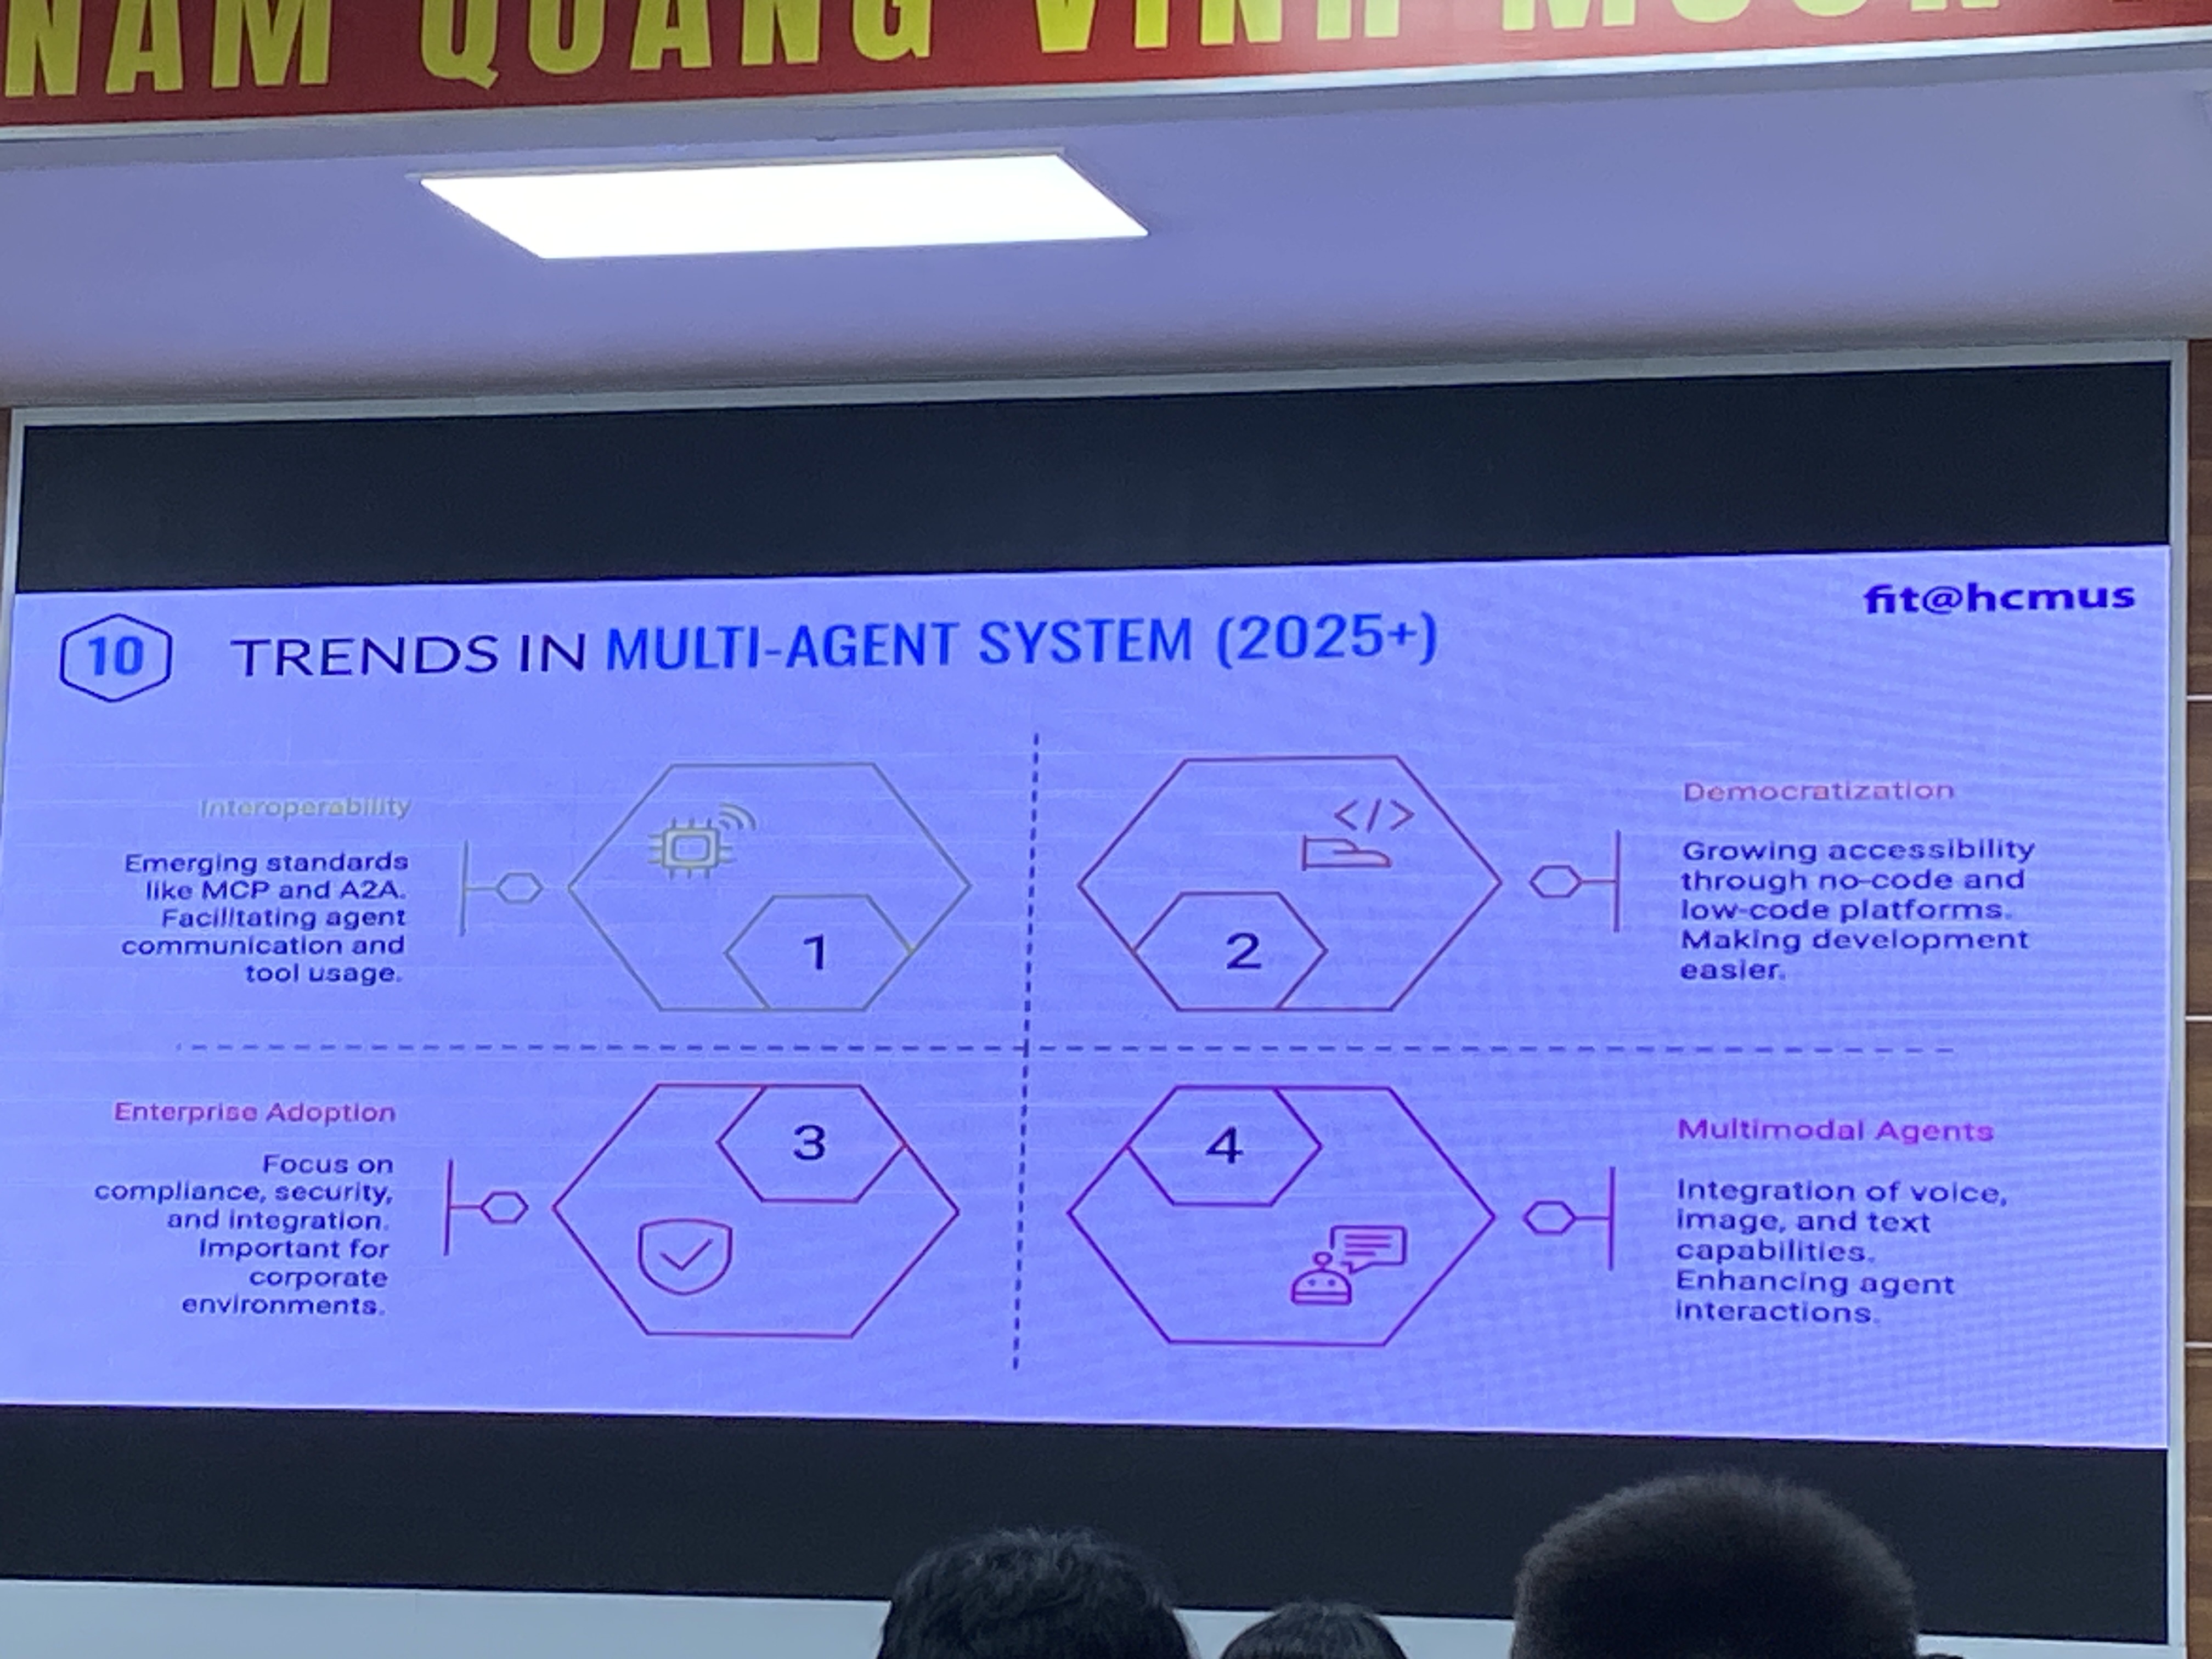 NAM QUANG VINH MUÔN
fit@hcmus
10 TRENDS IN MULTI-AGENT SYSTEM (2025+)
Interoperability
Emerging standards
like MCP and A2A.
Facilitating agent
communication and
tool usage.
1
2
Democratization
Growing accessibility
through no-code and
low-code platforms.
Making development
easier.
Enterprise Adoption
Focus on
compliance, security,
and integration.
Important for
corporate
environments.
3
4
Multimodal Agents
Integration of voice,
image, and text
capabilities.
Enhancing agent
interactions.